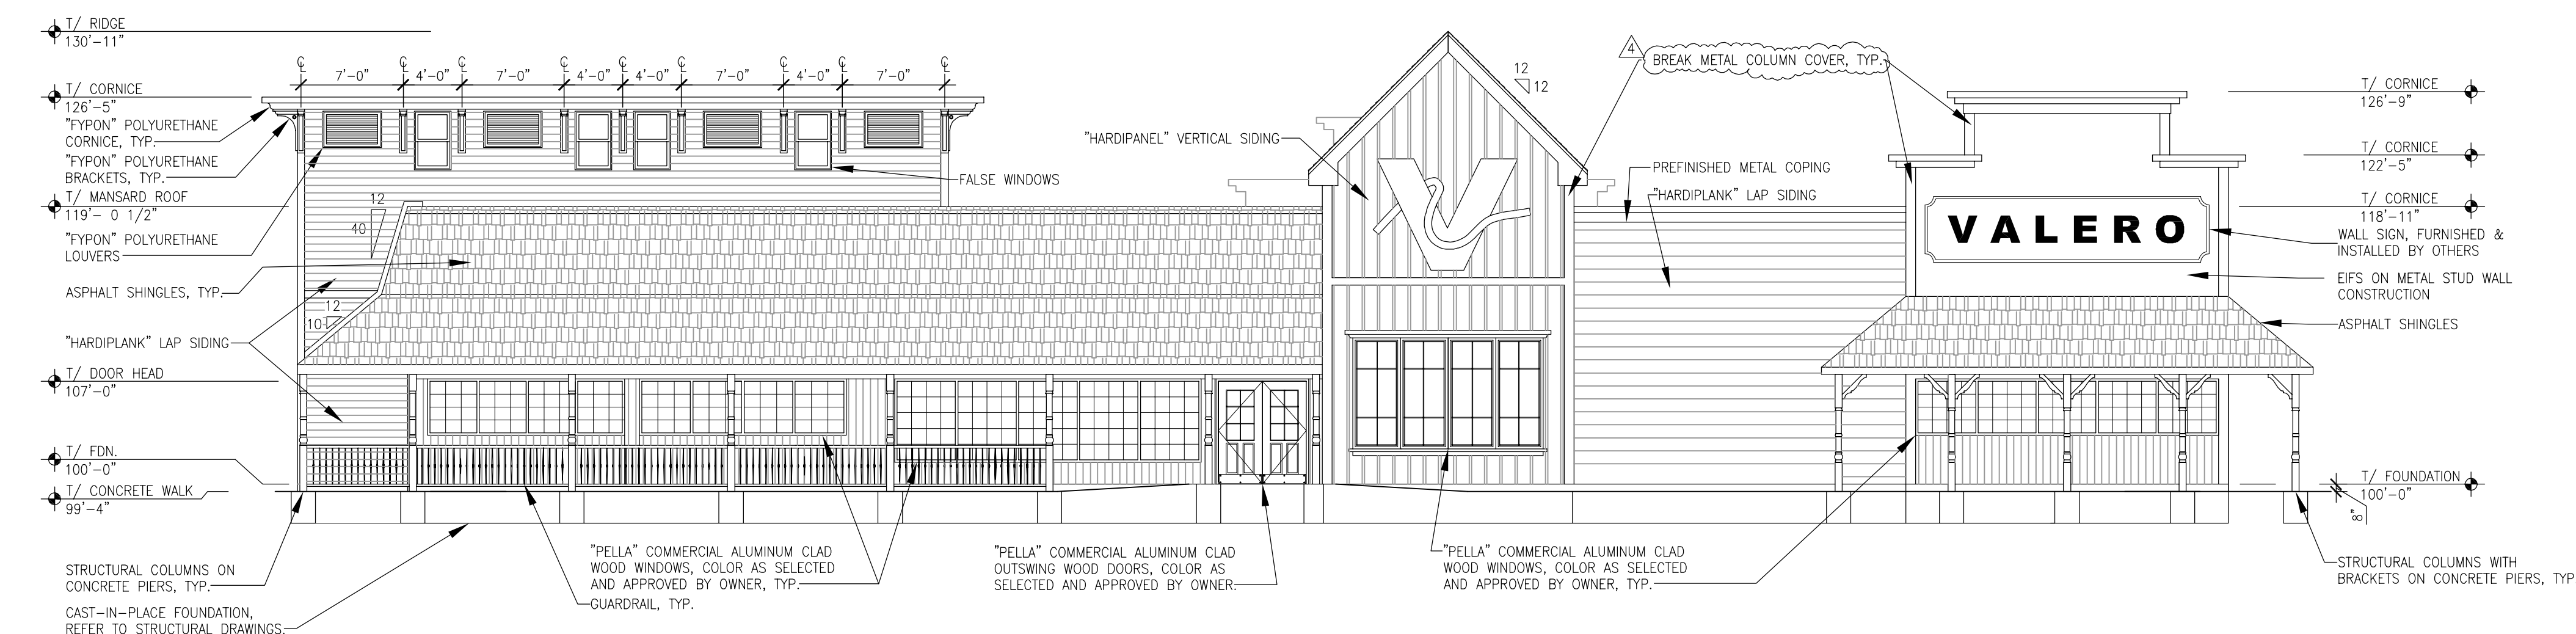 T/ RIDGE
130'-11"
T/ CORNICE
126'-5"
"FYPON" POLYURETHANE
CORNICE, TYP.
"FYPON" POLYURETHANE
BRACKETS, TYP.
T/ MANSARD ROOF
119'- 0 1/2"
"FYPON" POLYURETHANE
LOUVERS
ASPHALT SHINGLES, TYP.
"HARDIPLANK" LAP SIDING
T/ DOOR HEAD
107'-0"
T/ FDN.
100'-0"
T/ CONCRETE WALK
99'-4"
STRUCTURAL COLUMNS ON
CONCRETE PIERS, TYP.
CAST-IN-PLACE FOUNDATION,
REFER TO STRUCTURAL DRAWINGS.
℄ ℄ ℄ ℄ ℄ ℄ ℄ ℄ ℄
7'-0" 4'-0" 7'-0" 4'-0" 4'-0" 7'-0" 4'-0" 7'-0"
12
40
12
10
FALSE WINDOWS
"PELLA" COMMERCIAL ALUMINUM CLAD
WOOD WINDOWS, COLOR AS SELECTED
AND APPROVED BY OWNER, TYP.
GUARDRAIL, TYP.
"PELLA" COMMERCIAL ALUMINUM CLAD
OUTSWING WOOD DOORS, COLOR AS
SELECTED AND APPROVED BY OWNER.
"HARDIPANEL" VERTICAL SIDING
V
12
12
4
BREAK METAL COLUMN COVER, TYP.
PREFINISHED METAL COPING
"HARDIPLANK" LAP SIDING
"PELLA" COMMERCIAL ALUMINUM CLAD
WOOD WINDOWS, COLOR AS SELECTED
AND APPROVED BY OWNER, TYP.
VALERO
T/ CORNICE
126'-9"
T/ CORNICE
122'-5"
T/ CORNICE
118'-11"
WALL SIGN, FURNISHED &
INSTALLED BY OTHERS
EIFS ON METAL STUD WALL
CONSTRUCTION
ASPHALT SHINGLES
T/ FOUNDATION
100'-0"
8"
STRUCTURAL COLUMNS WITH
BRACKETS ON CONCRETE PIERS, TYP